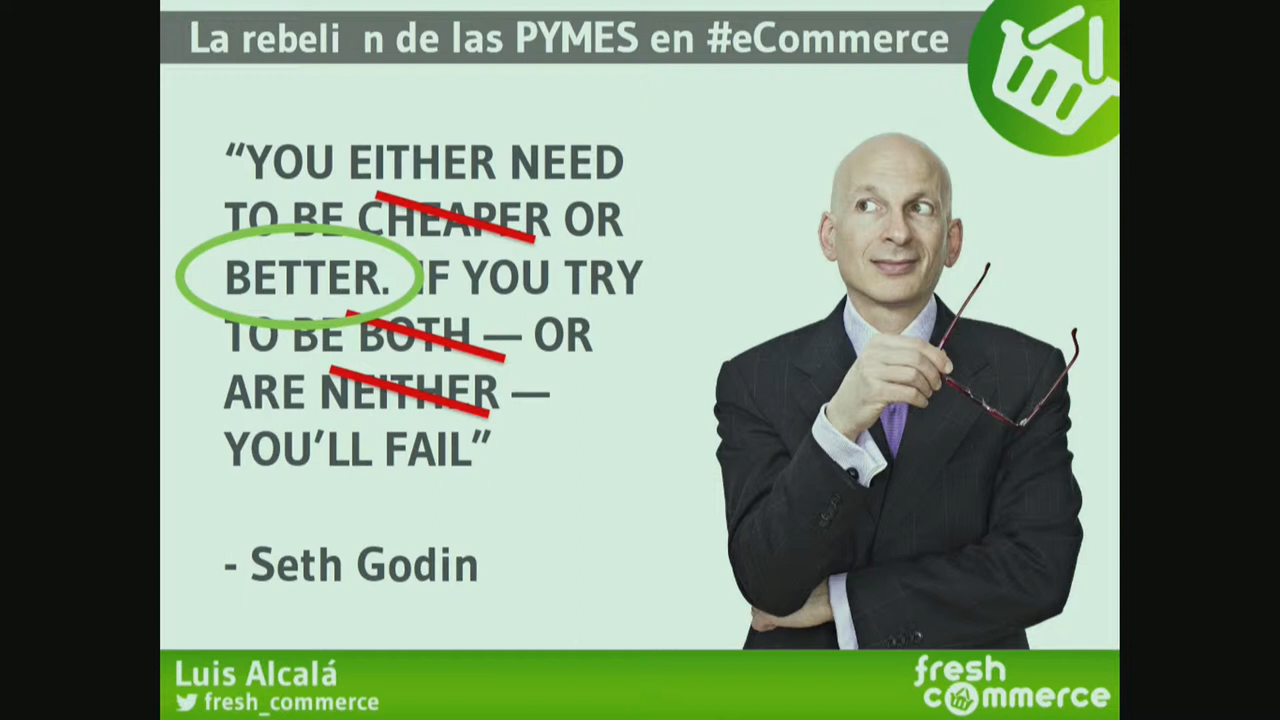 La rebeli n de las PYMES en #eCommerce
“YOU EITHER NEED
TO BE CHEAPER OR
BETTER. IF YOU TRY
TO BE BOTH — OR
ARE NEITHER —
YOU’LL FAIL”
- Seth Godin
Luis Alcalá
fresh_commerce
fresh
commerce